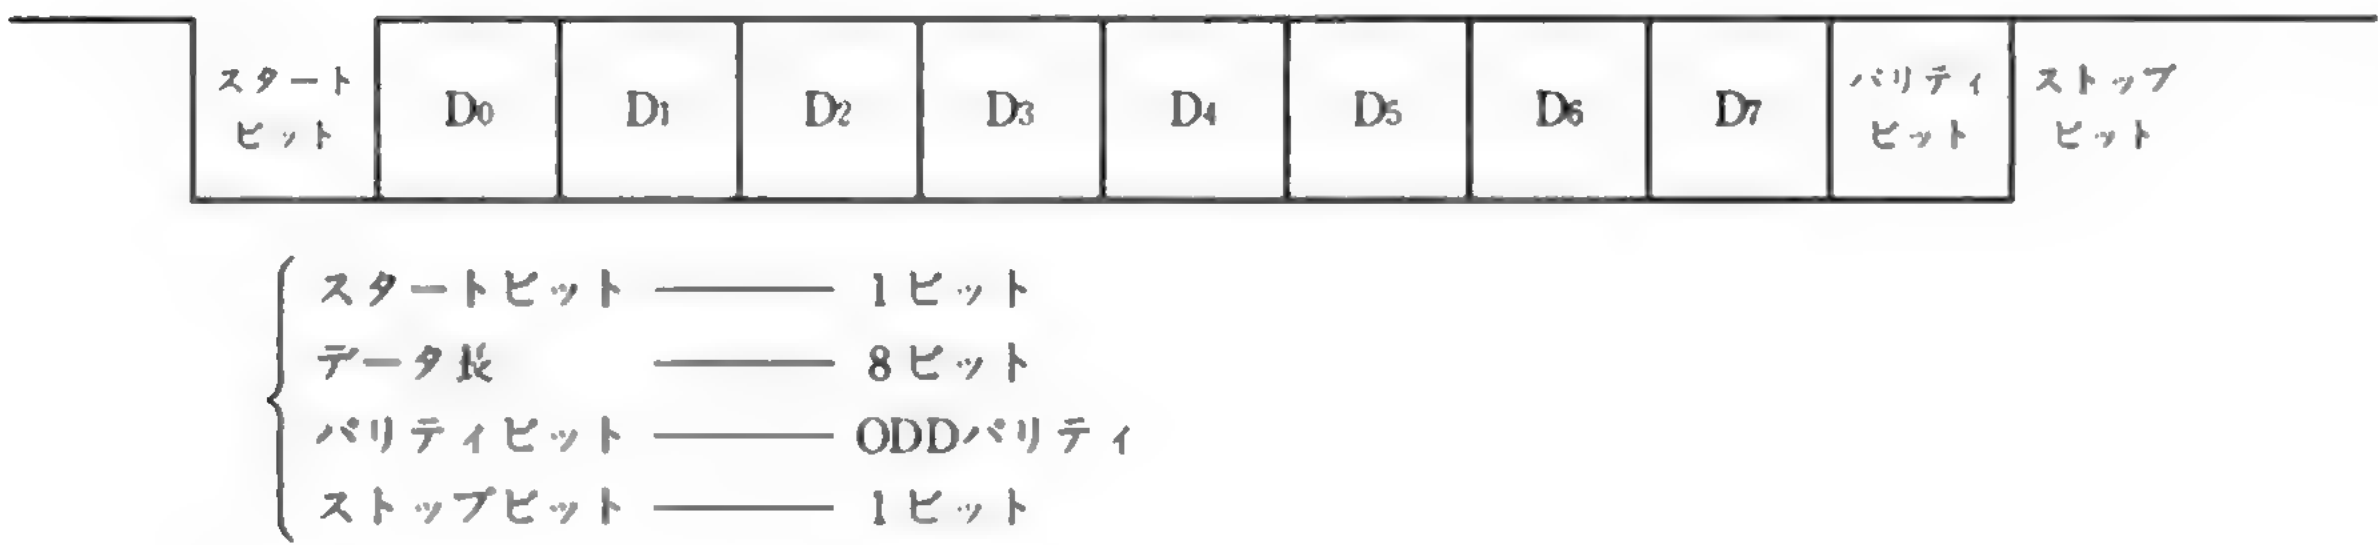 スタート
ビット
D0
D1
D2
D3
D4
D5
D6
D7
パリティ
ビット
ストップ
ビット
スタートビット ─── 1ビット
データ長 ─── 8ビット
パリティビット ─── ODDパリティ
ストップビット ─── 1ビット